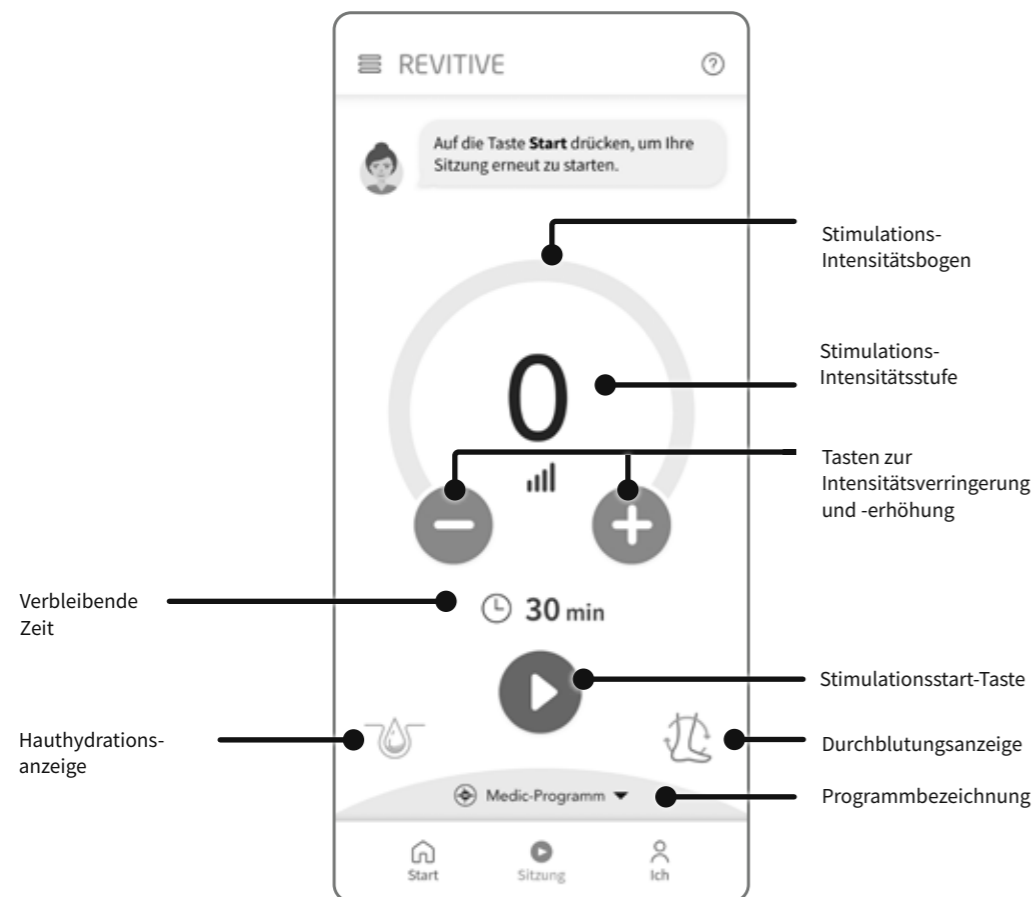 REVITIVE
?
Auf die Taste Start drücken, um Ihre
Sitzung erneut zu starten.
Stimulations-
Intensitätsbogen
0
Stimulations-
Intensitätsstufe
Tasten zur
Intensitätsverringerung
und -erhöhung
Verbleibende
Zeit
30 min
Stimulationsstart-Taste
Hauthydrations-
anzeige
Durchblutungsanzeige
Medic-Programm
Programmbezeichnung
Start
Sitzung
Ich